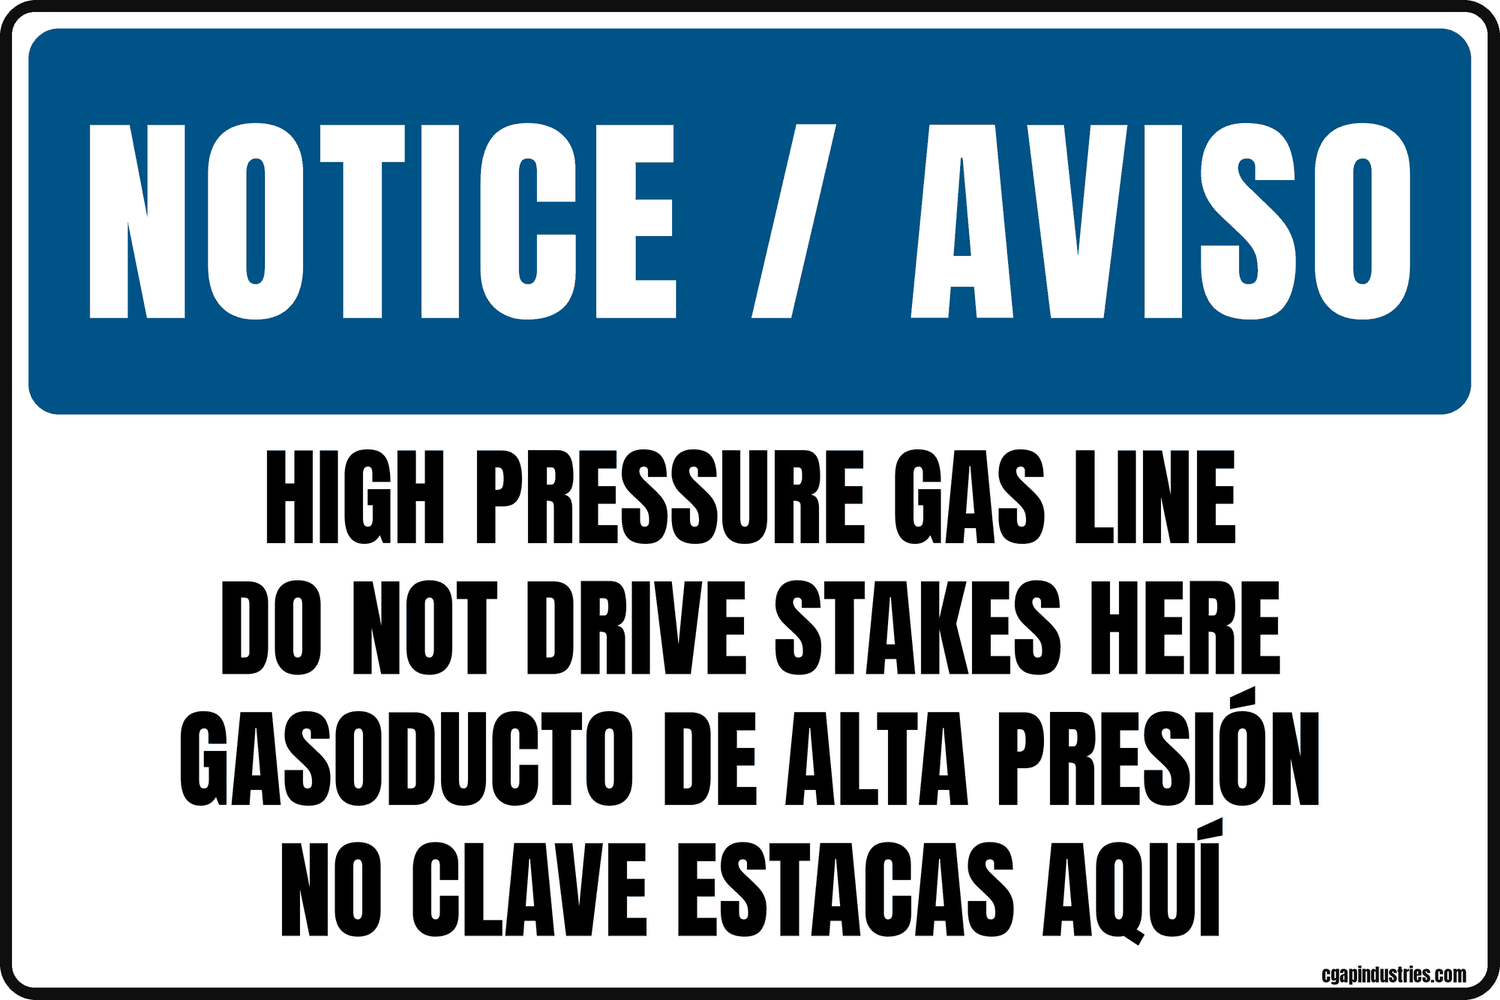 NOTICE / AVISO
HIGH PRESSURE GAS LINE
DO NOT DRIVE STAKES HERE
GASODUCTO DE ALTA PRESIÓN
NO CLAVE ESTACAS AQUÍ
cgapindustries.com